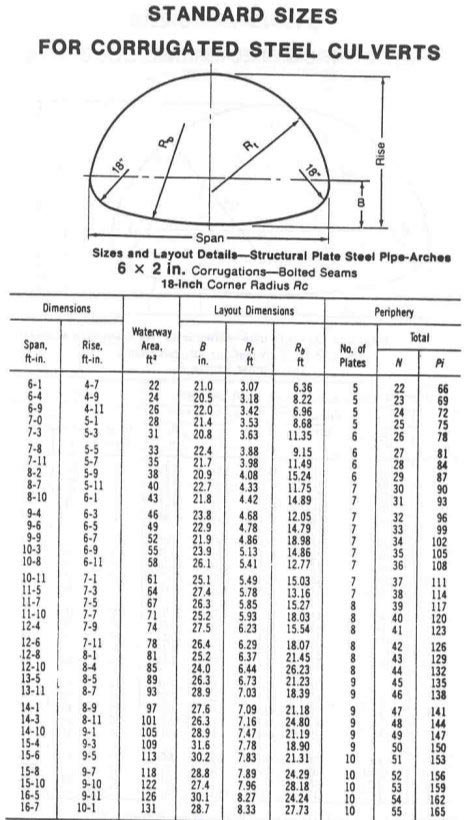 STANDARD SIZES
FOR CORRUGATED STEEL CULVERTS
Rb
Rt
18"
18"
Rise
B
Span
Sizes and Layout Details—Structural Plate Steel Pipe-Arches
6 × 2 in. Corrugations—Bolted Seams
18-inch Corner Radius Rc
Dimensions Layout Dimensions Periphery
Waterway Total
Span, Rise, Area, B Rt Rb No. of
ft-in. ft-in. ft² in. ft ft Plates N Pi
6-1 4-7 22 21.0 3.07 6.36 5 22 66
6-4 4-9 24 20.5 3.18 8.22 5 23 69
6-9 4-11 26 22.0 3.42 6.96 5 24 72
7-0 5-1 28 21.4 3.53 8.68 5 25 75
7-3 5-3 31 20.8 3.63 11.35 6 26 78
7-8 5-5 33 22.4 3.88 9.15 6 27 81
7-11 5-7 35 21.7 3.98 11.49 6 28 84
8-2 5-9 38 20.9 4.08 15.24 6 29 87
8-7 5-11 40 22.7 4.33 11.75 7 30 90
8-10 6-1 43 21.8 4.42 14.89 7 31 93
9-4 6-3 46 23.8 4.68 12.05 7 32 96
9-6 6-5 49 22.9 4.78 14.79 7 33 99
9-9 6-7 52 21.9 4.86 18.98 7 34 102
10-3 6-9 55 23.9 5.13 14.86 7 35 105
10-8 6-11 58 26.1 5.41 12.77 7 36 108
10-11 7-1 61 25.1 5.49 15.03 7 37 111
11-5 7-3 64 27.4 5.78 13.16 7 38 114
11-7 7-5 67 26.3 5.85 15.27 8 39 117
11-10 7-7 71 25.2 5.93 18.03 8 40 120
12-4 7-9 74 27.5 6.23 15.54 8 41 123
12-6 7-11 78 26.4 6.29 18.07 8 42 126
12-8 8-1 81 25.2 6.37 21.45 8 43 129
12-10 8-4 85 24.0 6.44 26.23 8 44 132
13-5 8-5 89 26.3 6.73 21.23 9 45 135
13-11 8-7 93 28.9 7.03 18.39 9 46 138
14-1 8-9 97 27.6 7.09 21.18 9 47 141
14-3 8-11 101 26.3 7.16 24.80 9 48 144
14-10 9-1 105 28.9 7.47 21.19 9 49 147
15-4 9-3 109 31.6 7.78 18.90 9 50 150
15-6 9-5 113 30.2 7.83 21.31 10 51 153
15-8 9-7 118 28.8 7.89 24.29 10 52 156
15-10 9-10 122 27.4 7.96 28.18 10 53 159
16-5 9-11 126 30.1 8.27 24.24 10 54 162
16-7 10-1 131 28.7 8.33 27.73 10 55 165